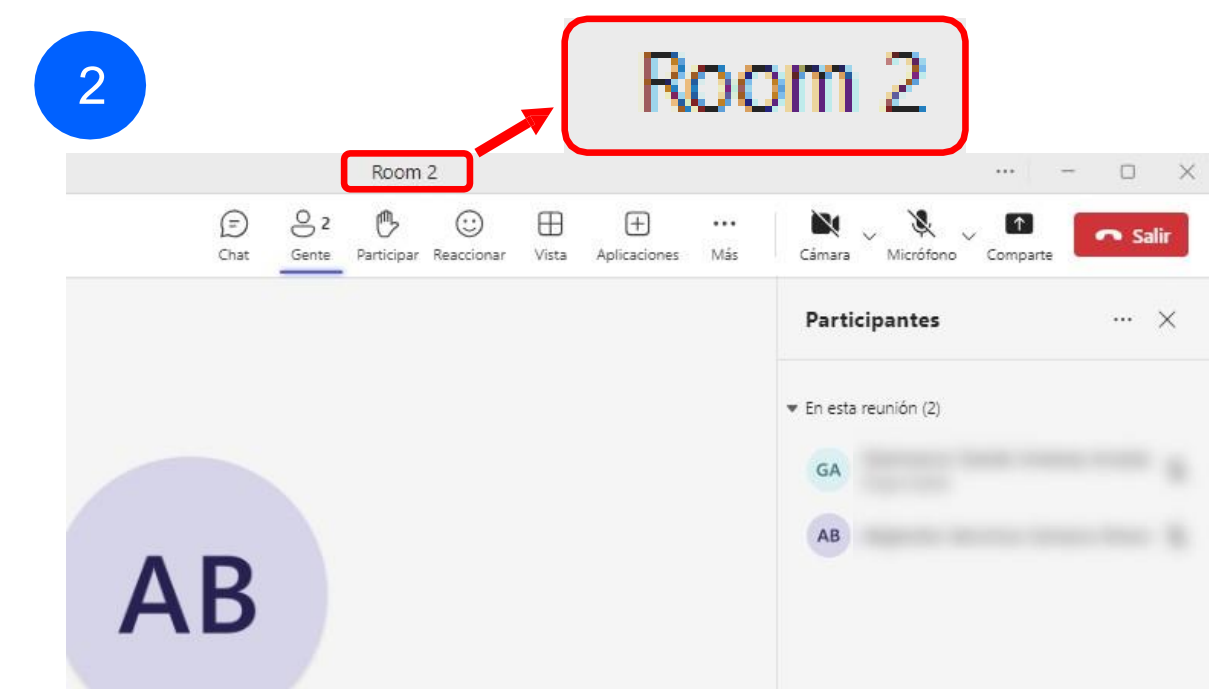 2
Room 2
Room 2
2
Chat Gente Participar Reaccionar Vista Aplicaciones Más Cámara Micrófono Comparte Salir
Participantes
En esta reunión (2)
GA
AB
AB